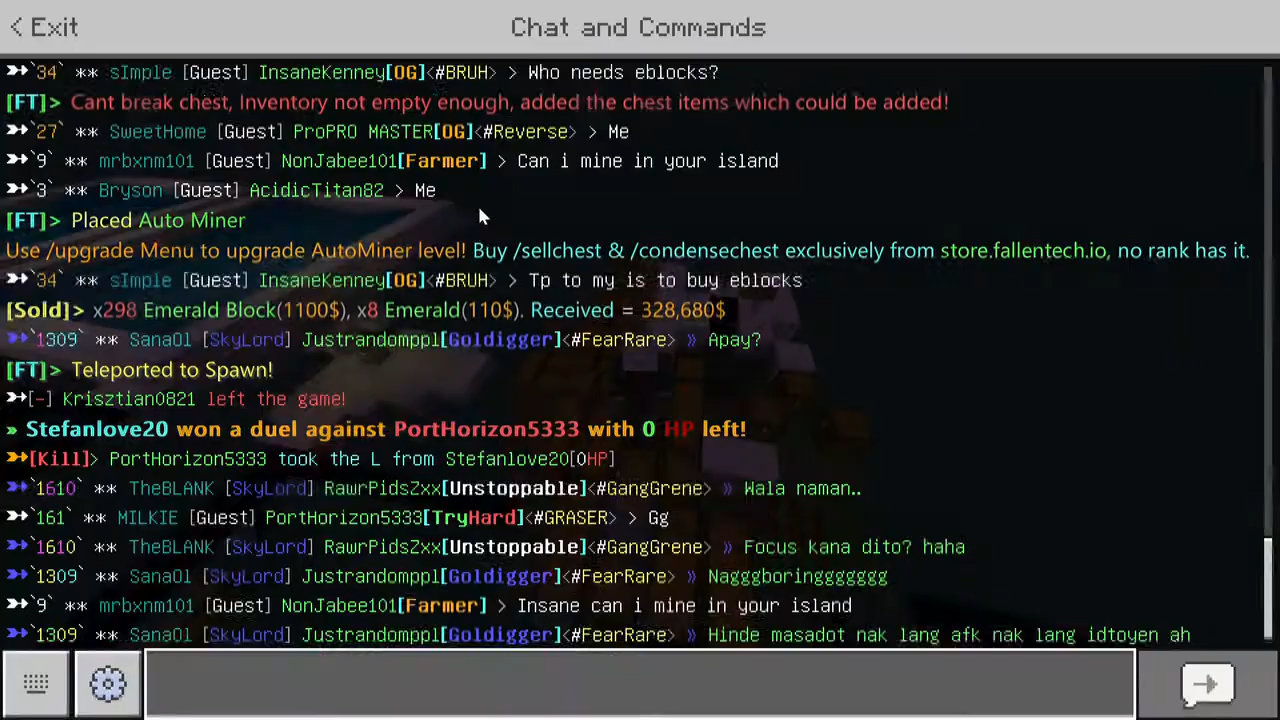 < Exit
Chat and Commands
➳`34` ** sImple [Guest] InsaneKenney[OG]<#BRUH> > Who needs eblocks?
[FT]> Cant break chest, Inventory not empty enough, added the chest items which could be added!
➳`27` ** SweetHome [Guest] ProPRO MASTER[OG]<#Reverse> > Me
➳`9` ** mrbxnm101 [Guest] NonJabee101[Farmer] > Can i mine in your island
➳`3` ** Bryson [Guest] AcidicTitan82 > Me
[FT]> Placed Auto Miner
Use /upgrade Menu to upgrade AutoMiner level! Buy /sellchest & /condensechest exclusively from store.fallentech.io, no rank has it.
➳`34` ** sImple [Guest] InsaneKenney[OG]<#BRUH> > Tp to my is to buy eblocks
[Sold]> x298 Emerald Block(1100$), x8 Emerald(110$). Received = 328,680$
➳`1309` ** SanaOl [SkyLord] Justrandomppl[Goldigger]<#FearRare> » Apay?
[FT]> Teleported to Spawn!
➳[-] Krisztian0821 left the game!
» Stefanlove20 won a duel against PortHorizon5333 with 0 HP left!
➳[Kill]> PortHorizon5333 took the L from Stefanlove20[0HP]
➳`1610` ** TheBLANK [SkyLord] RawrPidsZxx[Unstoppable]<#GangGrene> » Wala naman..
➳`161` ** MILKIE [Guest] PortHorizon5333[TryHard]<#GRASER> > Gg
➳`1610` ** TheBLANK [SkyLord] RawrPidsZxx[Unstoppable]<#GangGrene> » Focus kana dito? haha
➳`1309` ** SanaOl [SkyLord] Justrandomppl[Goldigger]<#FearRare> » Nagggboringgggggg
➳`9` ** mrbxnm101 [Guest] NonJabee101[Farmer] > Insane can i mine in your island
➳`1309` ** SanaOl [SkyLord] Justrandomppl[Goldigger]<#FearRare> » Hinde masadot nak lang afk nak lang idtoyen ah